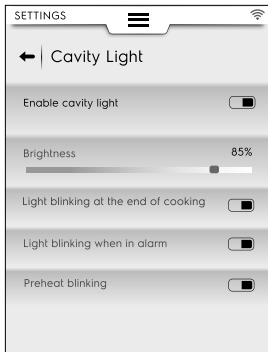 SETTINGS
Cavity Light
Enable cavity light
Brightness 85%
Light blinking at the end of cooking
Light blinking when in alarm
Preheat blinking